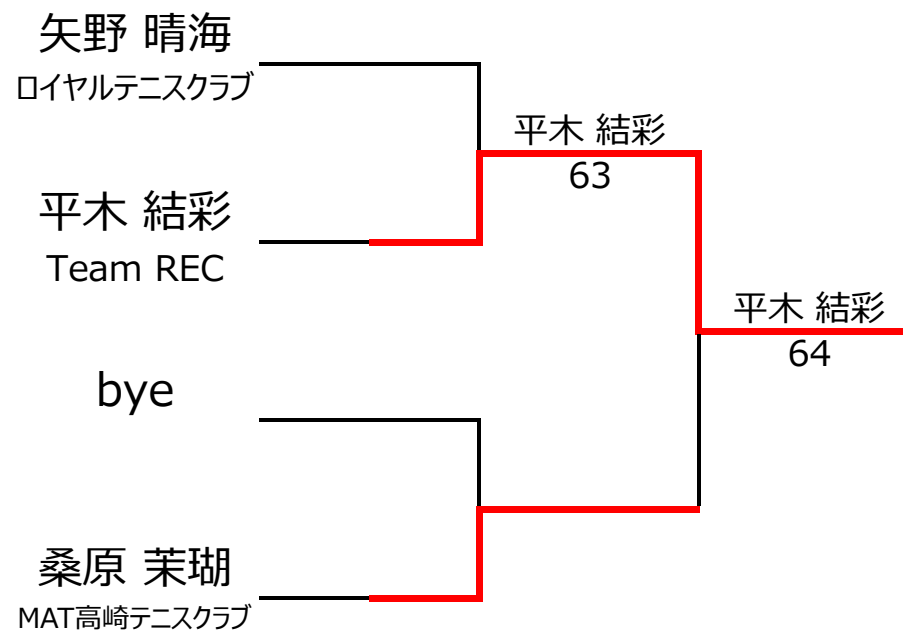 矢野 晴海
ロイヤルテニスクラブ
平木 結彩
63
平木 結彩
Team REC
平木 結彩
64
bye
桑原 茉瑚
MAT高崎テニスクラブ